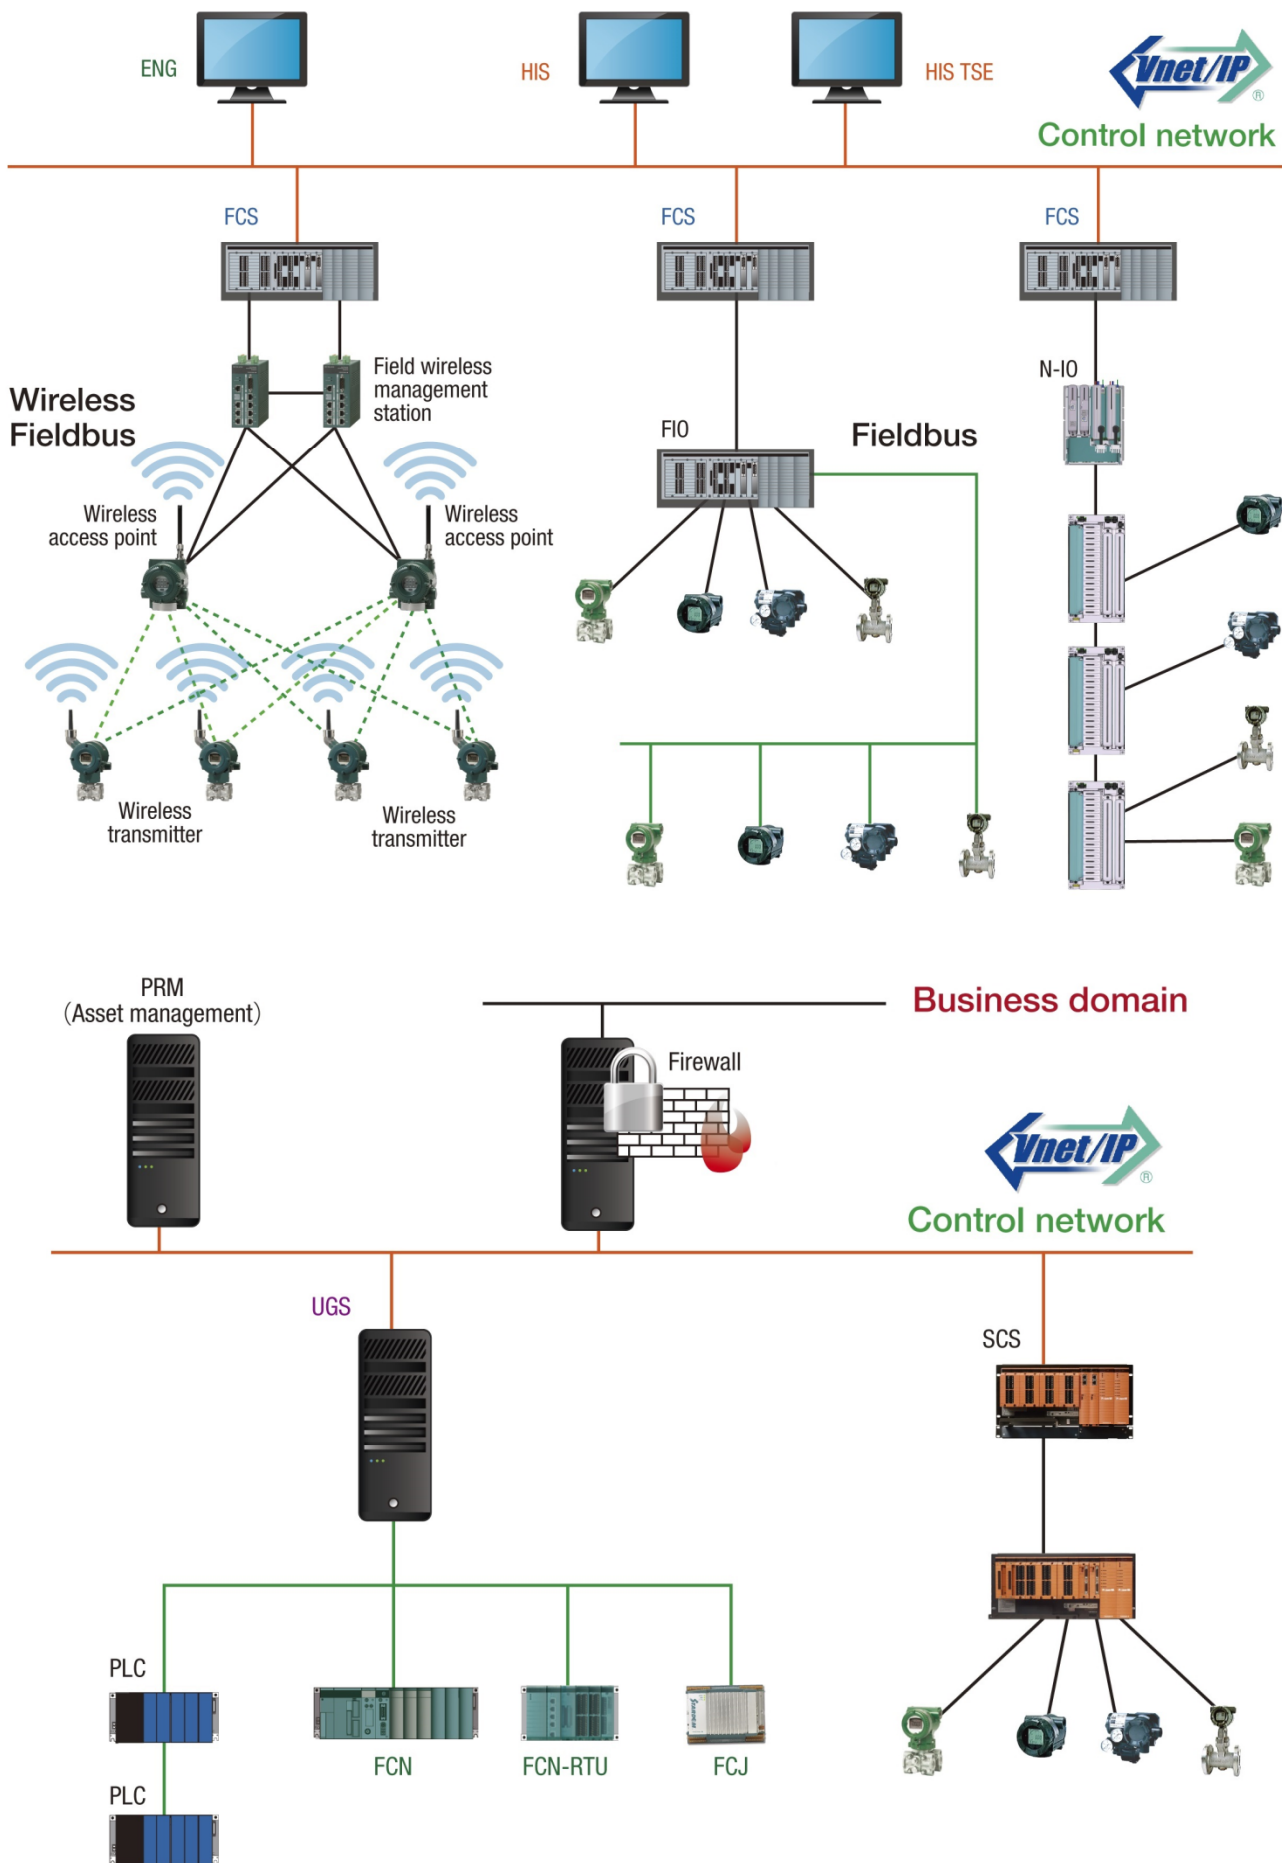 ENG
HIS
HIS TSE
Vnet/IP
®
Control network
FCS
FCS
FCS
Field wireless
management
station
N-IO
Wireless
Fieldbus
FIO
Fieldbus
Wireless
access point
Wireless
access point
Wireless
transmitter
Wireless
transmitter
PRM
(Asset management)
Business domain
Firewall
Vnet/IP
®
Control network
UGS
SCS
PLC
FCN
FCN-RTU
FCJ
PLC